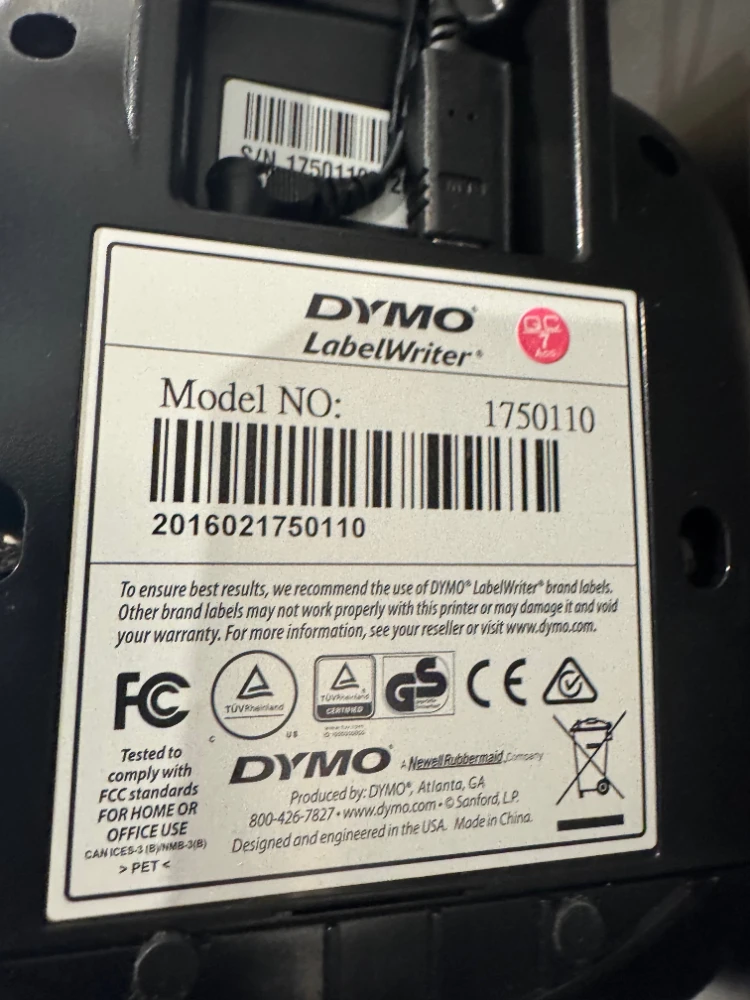 S/N 1750110
DYMO®
LabelWriter®
QC
7
Model NO: 1750110
2016021750110
To ensure best results, we recommend the use of DYMO® LabelWriter® brand labels.
Other brand labels may not work properly with this printer or may damage it and void
your warranty. For more information, see your reseller or visit www.dymo.com.
FC
TÜVRheinland
C US
TÜVRheinland
CERTIFIED
GS
CE
Tested to
comply with
FCC standards
FOR HOME OR
OFFICE USE
CAN ICES-3 (B)/NMB-3(B)
> PET <
DYMO® A Newell Rubbermaid Company
Produced by: DYMO®, Atlanta, GA
800-426-7827 • www.dymo.com • © Sanford, L.P.
Designed and engineered in the USA. Made in China.